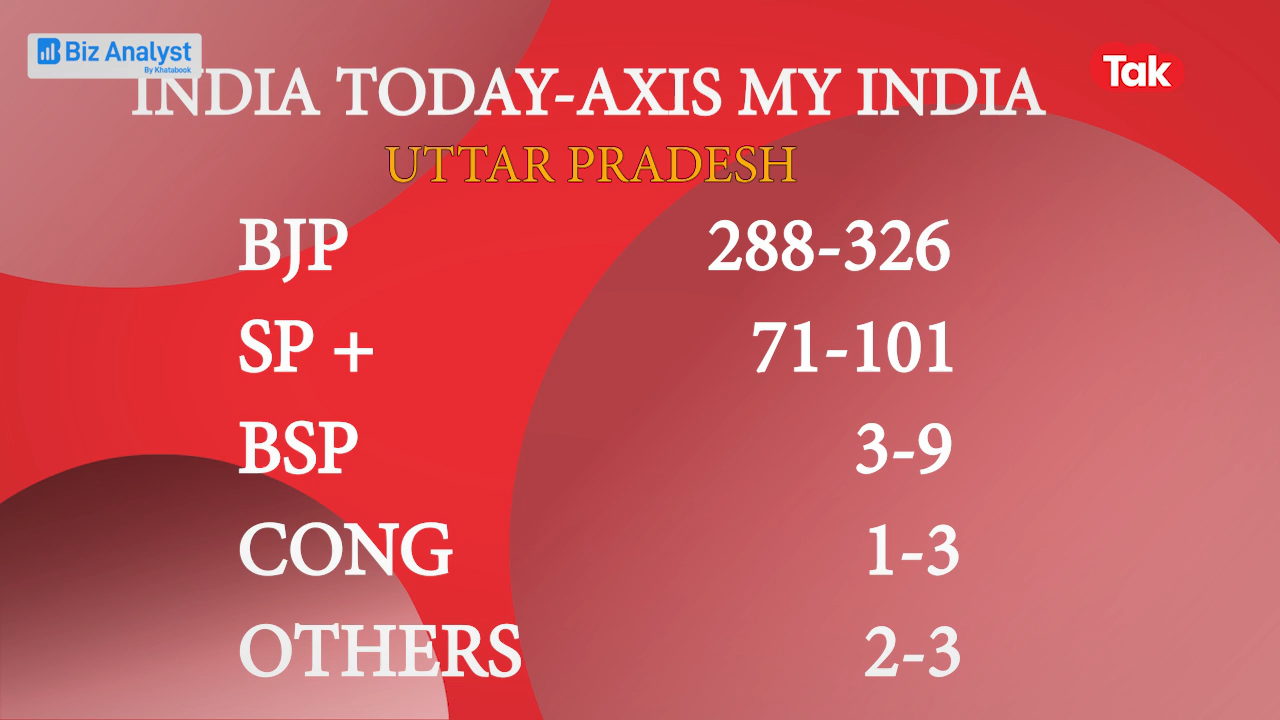 Biz Analyst
By Khatabook
Tak
INDIA TODAY-AXIS MY INDIA
UTTAR PRADESH
BJP 288-326
SP + 71-101
BSP 3-9
CONG 1-3
OTHERS 2-3